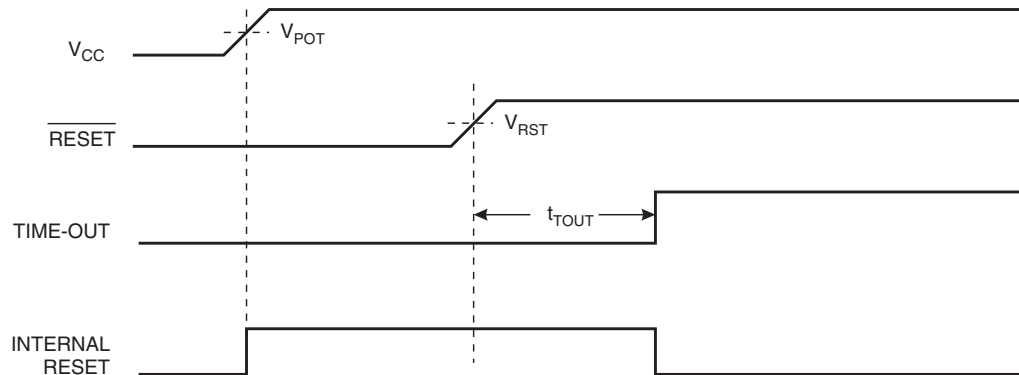 V_CC
V_POT
RESET
V_RST
t_TOUT
TIME-OUT
INTERNAL
RESET